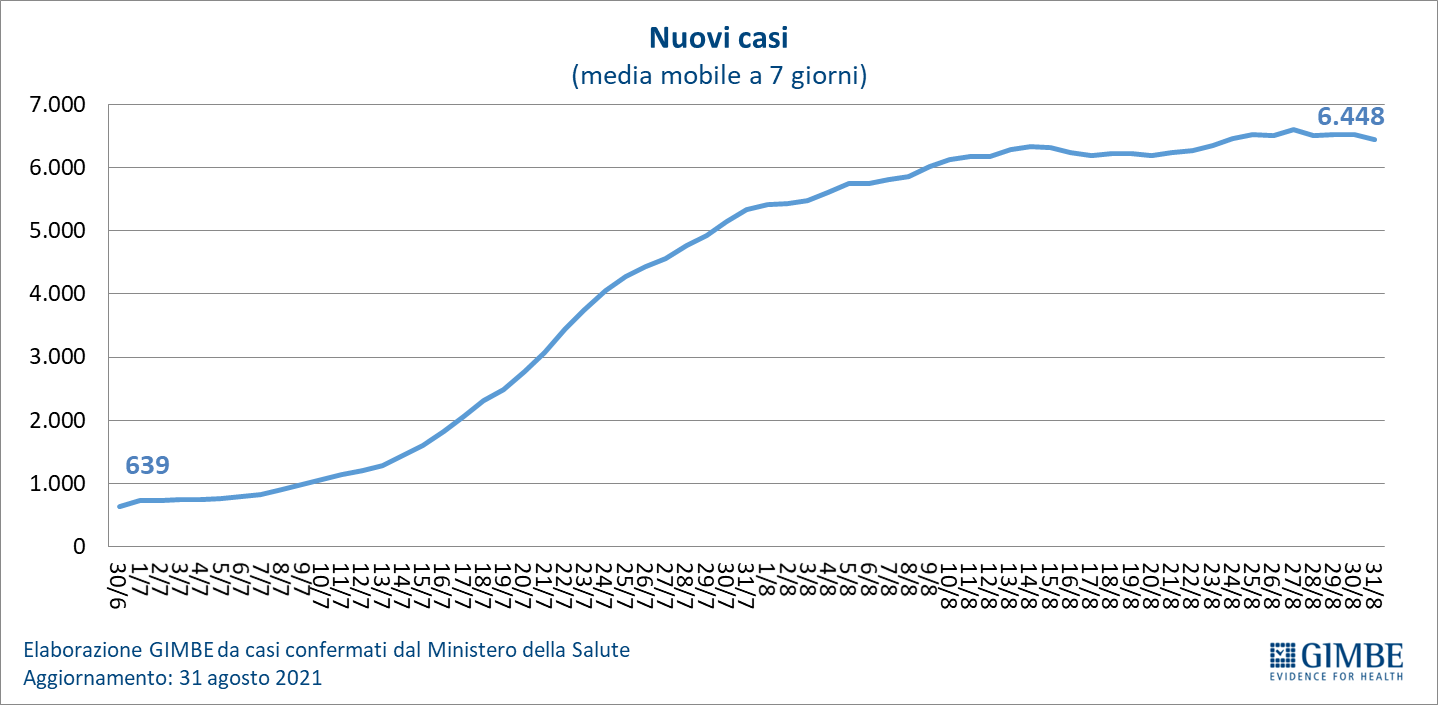 Nuovi casi
(media mobile a 7 giorni)
7.000
6.000
5.000
4.000
3.000
2.000
1.000
0
639
6.448
30/6 1/7 2/7 3/7 4/7 5/7 6/7 7/7 8/7 9/7 10/7 11/7 12/7 13/7 14/7 15/7 16/7 17/7 18/7 19/7 20/7 21/7 22/7 23/7 24/7 25/7 26/7 27/7 28/7 29/7 30/7 31/7 1/8 2/8 3/8 4/8 5/8 6/8 7/8 8/8 9/8 10/8 11/8 12/8 13/8 14/8 15/8 16/8 17/8 18/8 19/8 20/8 21/8 22/8 23/8 24/8 25/8 26/8 27/8 28/8 29/8 30/8 31/8
Elaborazione GIMBE da casi confermati dal Ministero della Salute
Aggiornamento: 31 agosto 2021
GIMBE
EVIDENCE FOR HEALTH